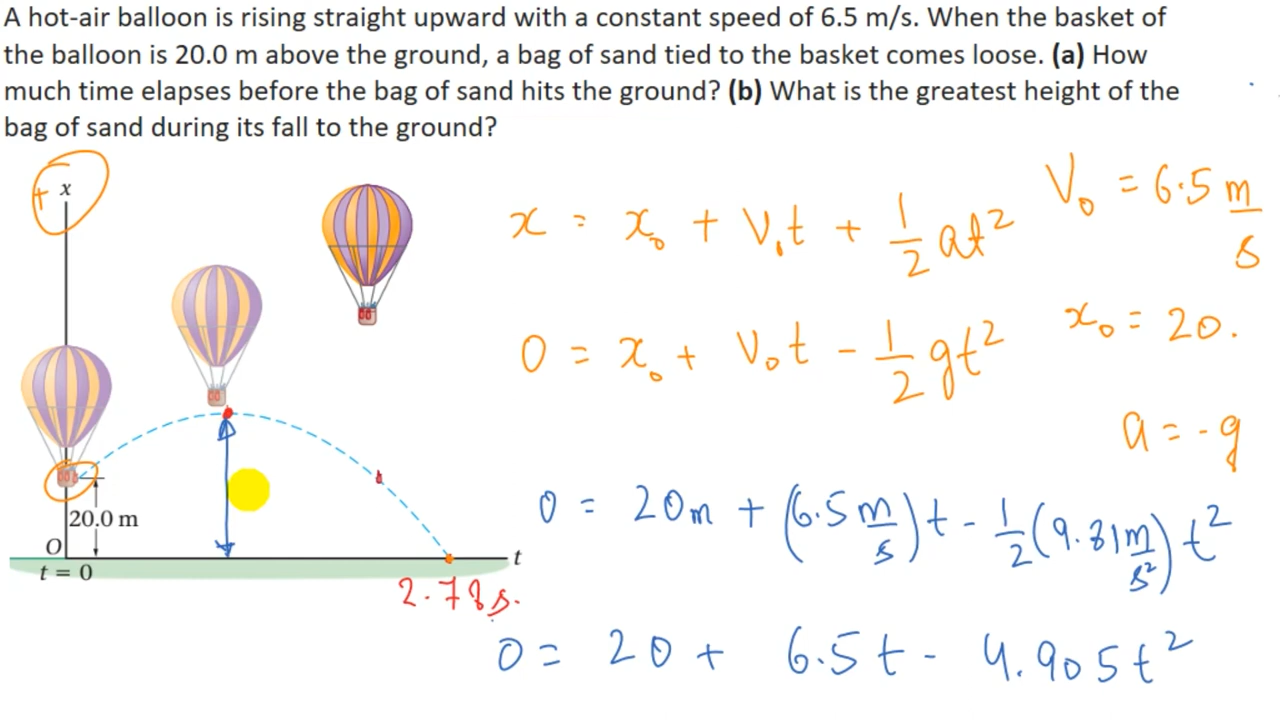 A hot-air balloon is rising straight upward with a constant speed of 6.5 m/s. When the basket of
the balloon is 20.0 m above the ground, a bag of sand tied to the basket comes loose. (a) How
much time elapses before the bag of sand hits the ground? (b) What is the greatest height of the
bag of sand during its fall to the ground?
+ x
x = x₀ + V₀t + 1/2 at²
V₀ = 6.5 m/s
0 = x₀ + V₀t - 1/2 gt²
x₀ = 20.
a = -g
20.0 m
0 = 20m + (6.5 m/s)t - 1/2 (9.81 m/s²) t²
O
t
t = 0
2.78s.
0 = 20 + 6.5t - 4.905t²